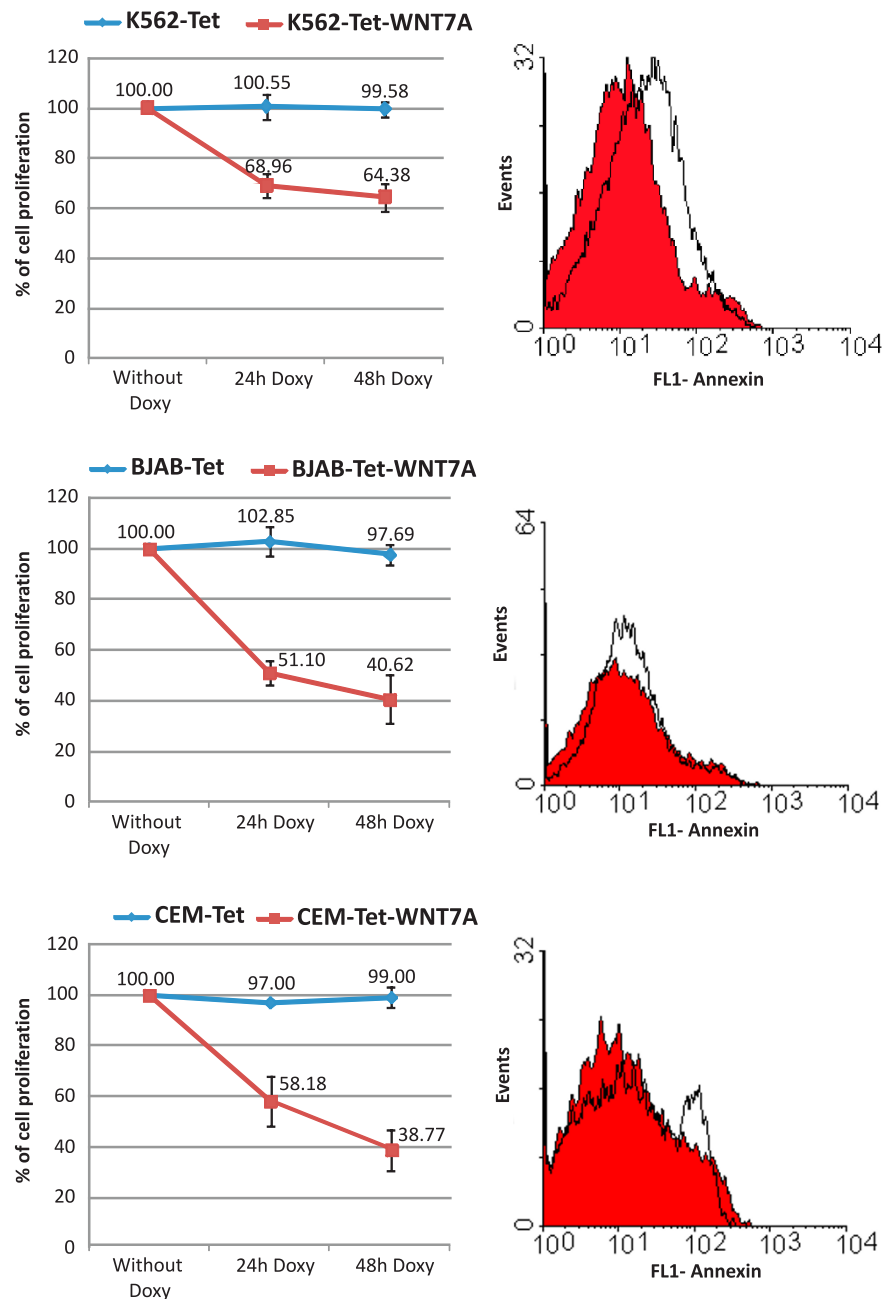 K562-Tet K562-Tet-WNT7A
120
100
80
60
40
20
0
% of cell proliferation
100.00 100.55 99.58
68.96 64.38
Without Doxy
24h Doxy
48h Doxy
32
0
Events
10⁰ 10¹ 10² 10³ 10⁴
FL1- Annexin
BJAB-Tet BJAB-Tet-WNT7A
120
100
80
60
40
20
0
% of cell proliferation
100.00 102.85 97.69
51.10 40.62
Without Doxy
24h Doxy
48h Doxy
64
0
Events
10⁰ 10¹ 10² 10³ 10⁴
FL1- Annexin
CEM-Tet CEM-Tet-WNT7A
120
100
80
60
40
20
0
% of cell proliferation
100.00 97.00 99.00
58.18 38.77
Without Doxy
24h Doxy
48h Doxy
32
0
Events
10⁰ 10¹ 10² 10³ 10⁴
FL1- Annexin